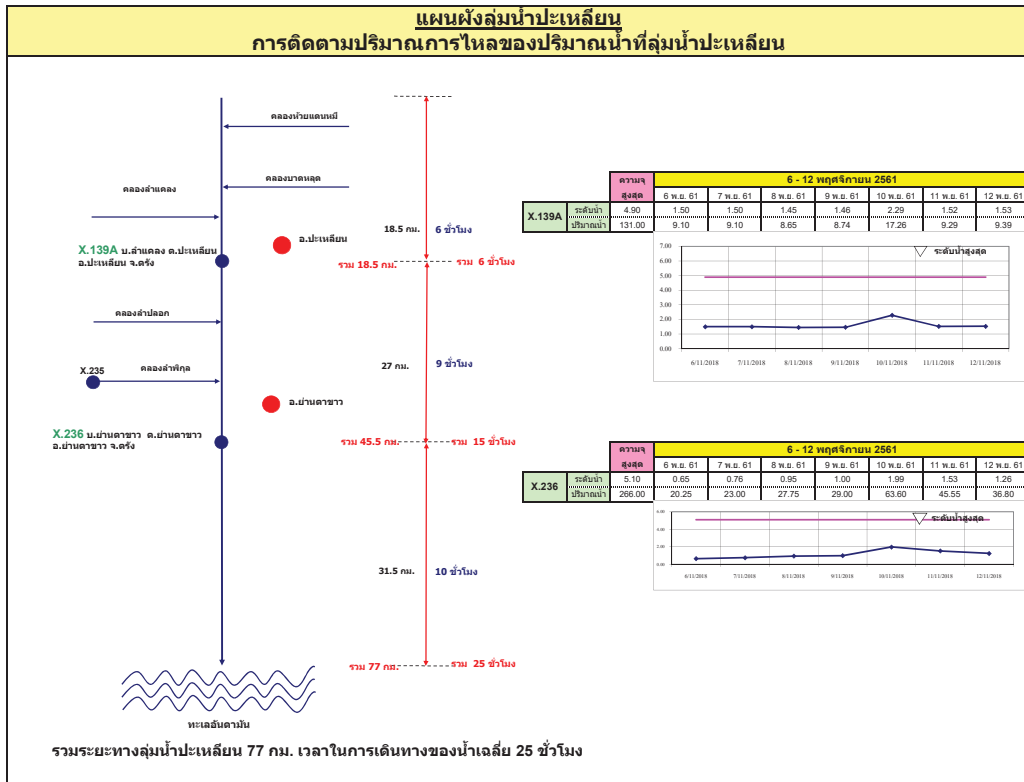 แผนผังลุ่มน้ำปะเหลียน
การติดตามปริมาณการไหลของปริมาณน้ำที่ลุ่มน้ำปะเหลียน
คลองห้วยแดนหมี
คลองบาดหลุด
คลองลำแคลง
18.5 กม.
6 ชั่วโมง
อ.ปะเหลียน
X.139A บ.ลำแคลง ต.ปะเหลียน
อ.ปะเหลียน จ.ตรัง
รวม 18.5 กม.
รวม 6 ชั่วโมง
คลองลำปลอก
X.235
คลองลำพิกุล
27 กม.
9 ชั่วโมง
อ.ย่านตาขาว
X.236 บ.ย่านตาขาว ต.ย่านตาขาว
อ.ย่านตาขาว จ.ตรัง
รวม 45.5 กม.
รวม 15 ชั่วโมง
31.5 กม.
10 ชั่วโมง
รวม 77 กม.
รวม 25 ชั่วโมง
ทะเลอันดามัน
ความจุสูงสุด 6 - 12 พฤศจิกายน 2561
6 พ.ย. 61 7 พ.ย. 61 8 พ.ย. 61 9 พ.ย. 61 10 พ.ย. 61 11 พ.ย. 61 12 พ.ย. 61
X.139A ระดับน้ำ 4.90 1.50 1.50 1.45 1.46 2.29 1.52 1.53
ปริมาณน้ำ 131.00 9.10 9.10 8.65 8.74 17.26 9.29 9.39
ระดับน้ำสูงสุด
7.00
6.00
5.00
4.00
3.00
2.00
1.00
0.00
6/11/2018 7/11/2018 8/11/2018 9/11/2018 10/11/2018 11/11/2018 12/11/2018
ความจุสูงสุด 6 - 12 พฤศจิกายน 2561
6 พ.ย. 61 7 พ.ย. 61 8 พ.ย. 61 9 พ.ย. 61 10 พ.ย. 61 11 พ.ย. 61 12 พ.ย. 61
X.236 ระดับน้ำ 5.10 0.65 0.76 0.95 1.00 1.99 1.53 1.26
ปริมาณน้ำ 266.00 20.25 23.00 27.75 29.00 63.60 45.55 36.80
ระดับน้ำสูงสุด
6.00
4.00
2.00
0.00
6/11/2018 7/11/2018 8/11/2018 9/11/2018 10/11/2018 11/11/2018 12/11/2018
รวมระยะทางลุ่มน้ำปะเหลียน 77 กม. เวลาในการเดินทางของน้ำเฉลี่ย 25 ชั่วโมง